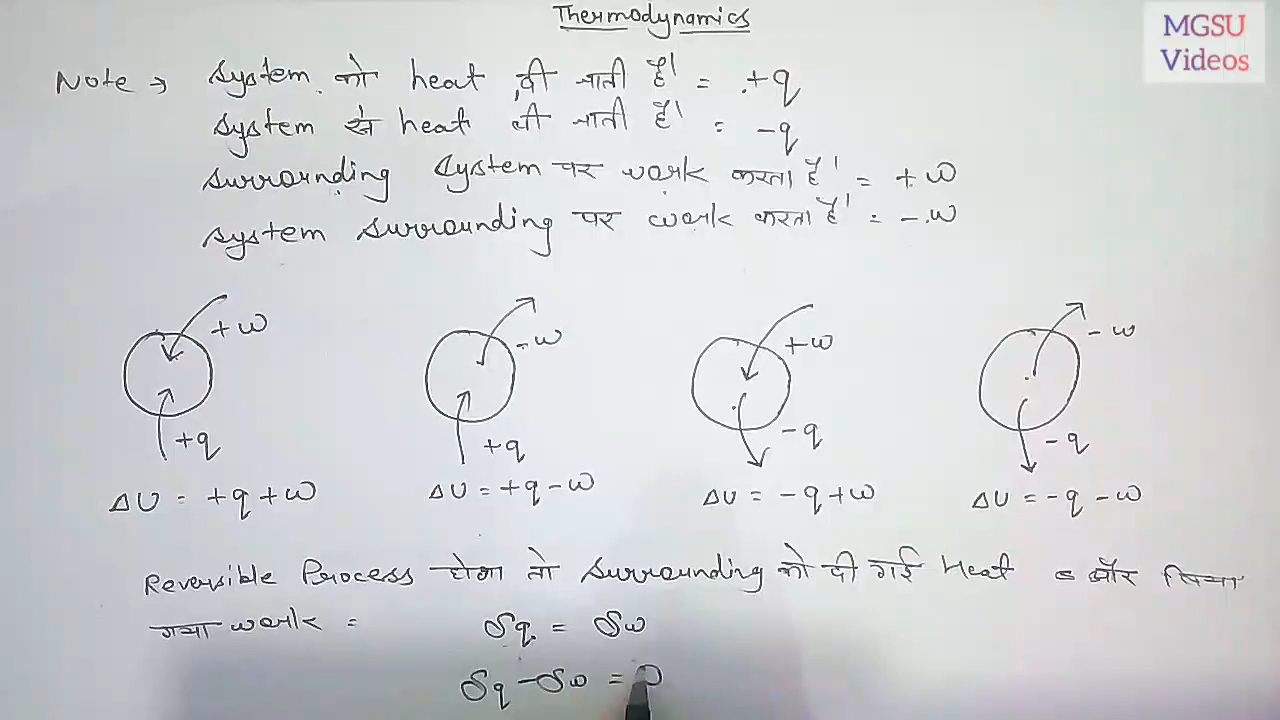 Thermodynamics
MGSU
Videos
Note → System को heat दी जाती है। = +q
System से heat ली जाती है। = -q
Surrounding System पर work करता है। = + w
System Surrounding पर work करता है। = - w
+ w
- w
+ w
- w
+q
+q
- q
- q
ΔU = +q + w
ΔU = +q - w
ΔU = - q + w
ΔU = - q - w
Reversible Process होगा तो Surrounding को दी गई Heat और किया
गया work =
δq = δw
δq - δw = 0